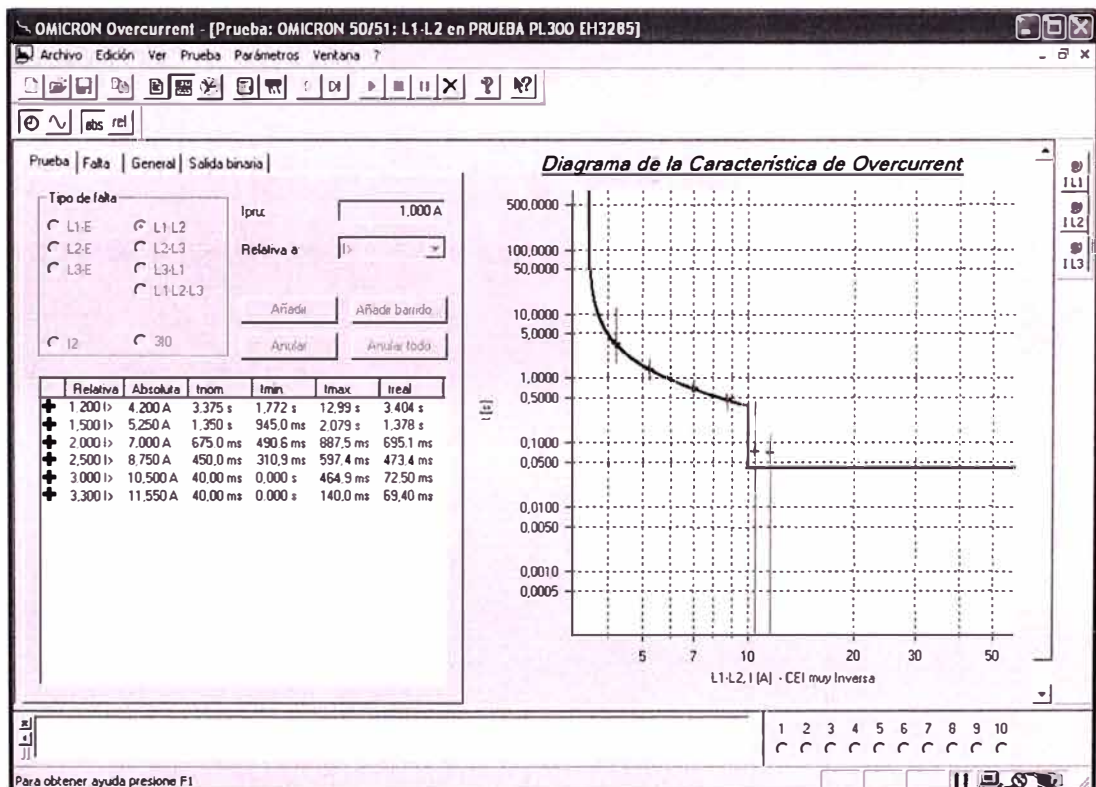 OMICRON Overcurrent - [Prueba: OMICRON 50/51: L1-L2 en PRUEBA PL300 EH3285]
Archivo Edición Ver Prueba Parámetros Ventana ?
abs rel
Prueba Falta General Salida binaria
Tipo de falta
L1-E L1-L2
L2-E L2-L3
L3-E L3-L1
L1-L2-L3
I2 3I0
Ipru: 1,000 A
Relativa a: I>
Añadir Añadir barrido
Anular Anular todo
Relativa Absoluta tnom tmin tmax treal
1,200 I> 4,200 A 3.375 s 1,772 s 12,99 s 3.404 s
1,500 I> 5,250 A 1,350 s 945,0 ms 2,079 s 1,378 s
2,000 I> 7,000 A 675.0 ms 490.6 ms 887,5 ms 695.1 ms
2,500 I> 8,750 A 450,0 ms 310,9 ms 597,4 ms 473.4 ms
3.000 I> 10,500 A 40,00 ms 0,000 s 464,9 ms 72.50 ms
3,300 I> 11,550 A 40,00 ms 0.000 s 140.0 ms 69,40 ms
Diagrama de la Característica de Overcurrent
t [s]
500,0000
100,0000
50,0000
10,0000
5,0000
1,0000
0,5000
0,1000
0,0500
0,0100
0,0050
0,0010
0,0005
5 7 10 20 30 50
L1-L2, I [A] - CEI muy Inversa
I L1
I L2
I L3
1 2 3 4 5 6 7 8 9 10
Para obtener ayuda presione F1